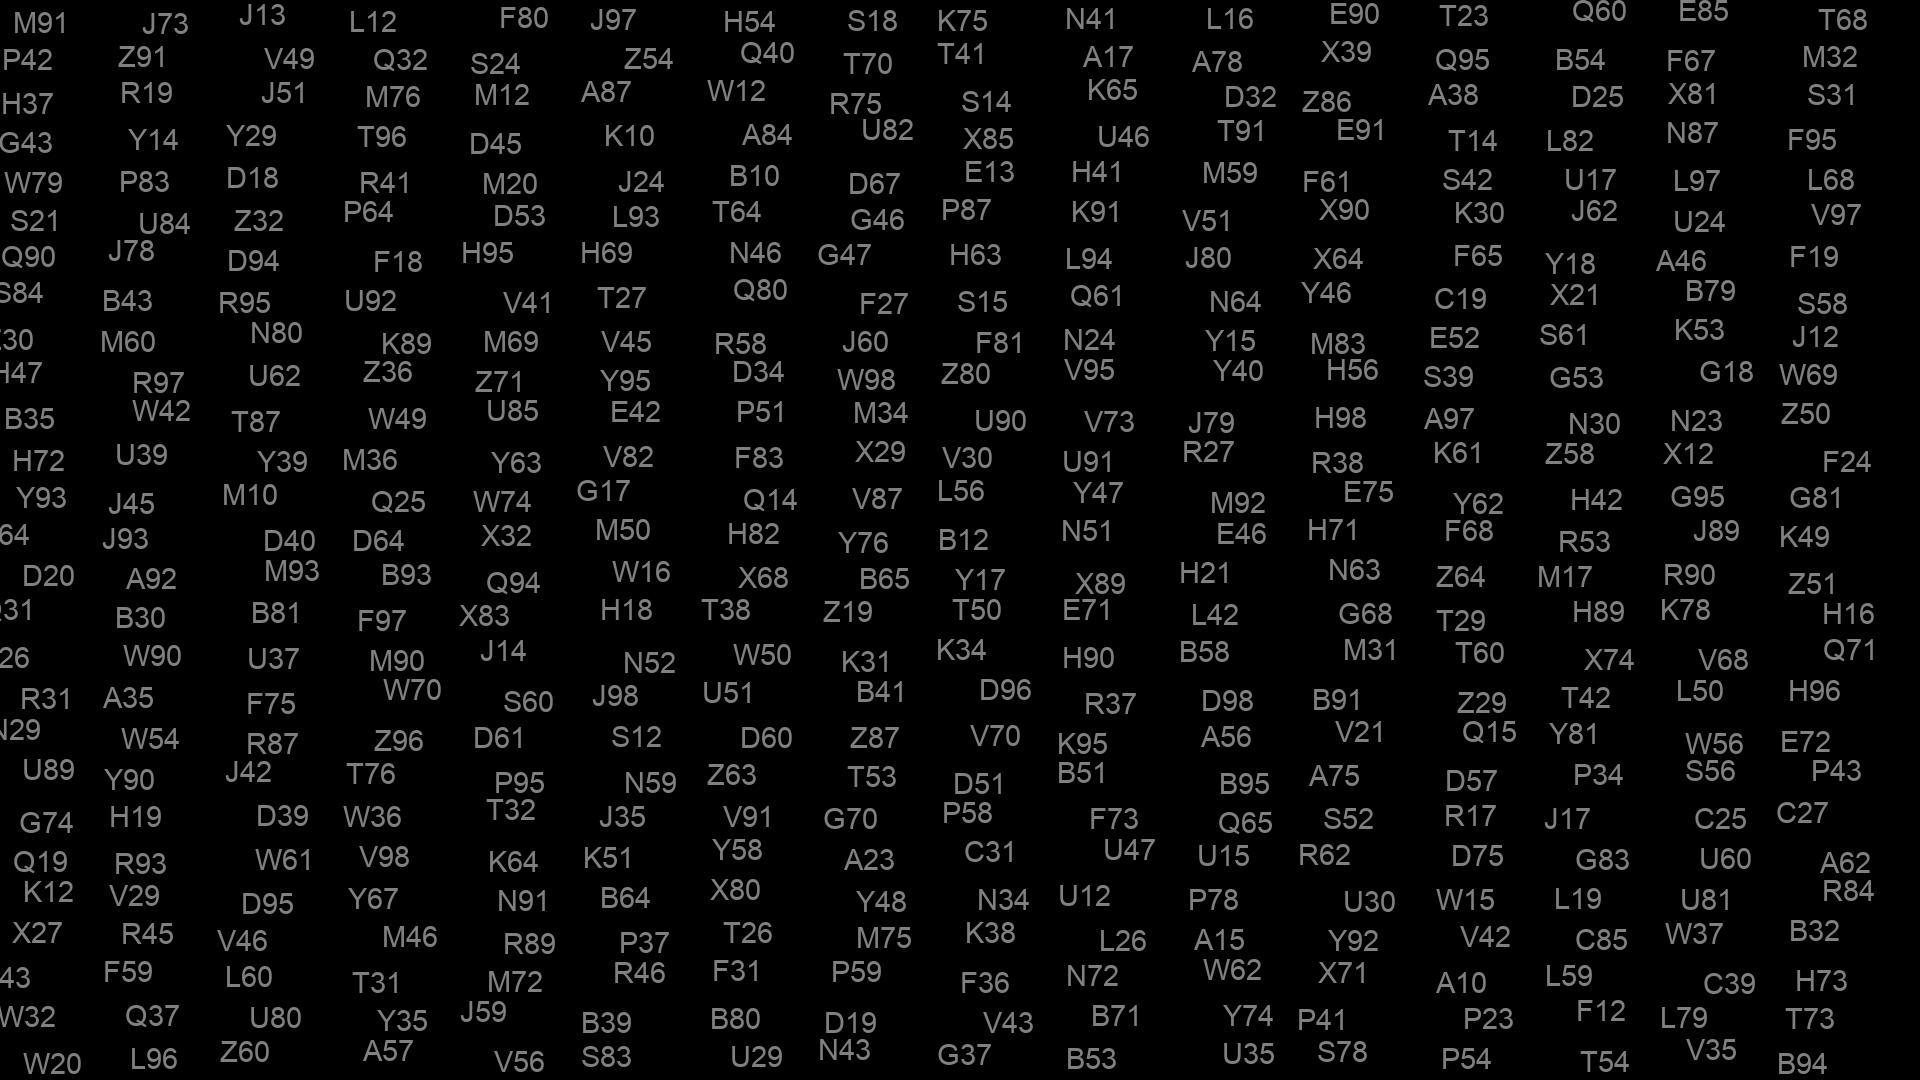 M91 J73 J13 L12 F80 J97 H54 S18 K75 N41 L16 E90 T23 Q60 E85 T68
P42 Z91 V49 Q32 S24 Z54 Q40 T70 T41 A17 A78 X39 Q95 B54 F67 M32
H37 R19 J51 M76 M12 A87 W12 R75 S14 K65 D32 Z86 A38 D25 X81 S31
G43 Y14 Y29 T96 D45 K10 A84 U82 X85 U46 T91 E91 T14 L82 N87 F95
W79 P83 D18 R41 M20 J24 B10 D67 E13 H41 M59 F61 S42 U17 L97 L68
S21 U84 Z32 P64 D53 L93 T64 G46 P87 K91 V51 X90 K30 J62 U24 V97
Q90 J78 D94 F18 H95 H69 N46 G47 H63 L94 J80 X64 F65 Y18 A46 F19
S84 B43 R95 U92 V41 T27 Q80 F27 S15 Q61 N64 Y46 C19 X21 B79 S58
30 M60 N80 K89 M69 V45 R58 J60 F81 N24 Y15 M83 E52 S61 K53 J12
H47 R97 U62 Z36 Z71 Y95 D34 W98 Z80 V95 Y40 H56 S39 G53 G18 W69
B35 W42 T87 W49 U85 E42 P51 M34 U90 V73 J79 H98 A97 N30 N23 Z50
H72 U39 Y39 M36 Y63 V82 F83 X29 V30 U91 R27 R38 K61 Z58 X12 F24
Y93 J45 M10 Q25 W74 G17 Q14 V87 L56 Y47 M92 E75 Y62 H42 G95 G81
64 J93 D40 D64 X32 M50 H82 Y76 B12 N51 E46 H71 F68 R53 J89 K49
D20 A92 M93 B93 Q94 W16 X68 B65 Y17 X89 H21 N63 Z64 M17 R90 Z51
31 B30 B81 F97 X83 H18 T38 Z19 T50 E71 L42 G68 T29 H89 K78 H16
26 W90 U37 M90 J14 N52 W50 K31 K34 H90 B58 M31 T60 X74 V68 Q71
R31 A35 F75 W70 S60 J98 U51 B41 D96 R37 D98 B91 Z29 T42 L50 H96
N29 W54 R87 Z96 D61 S12 D60 Z87 V70 K95 A56 V21 Q15 Y81 W56 E72
U89 Y90 J42 T76 P95 N59 Z63 T53 D51 B51 B95 A75 D57 P34 S56 P43
G74 H19 D39 W36 T32 J35 V91 G70 P58 F73 Q65 S52 R17 J17 C25 C27
Q19 R93 W61 V98 K64 K51 Y58 A23 C31 U47 U15 R62 D75 G83 U60 A62
K12 V29 D95 Y67 N91 B64 X80 Y48 N34 U12 P78 U30 W15 L19 U81 R84
X27 R45 V46 M46 R89 P37 T26 M75 K38 L26 A15 Y92 V42 C85 W37 B32
43 F59 L60 T31 M72 R46 F31 P59 F36 N72 W62 X71 A10 L59 C39 H73
W32 Q37 U80 Y35 J59 B39 B80 D19 V43 B71 Y74 P41 P23 F12 L79 T73
W20 L96 Z60 A57 V56 S83 U29 N43 G37 B53 U35 S78 P54 T54 V35 B94